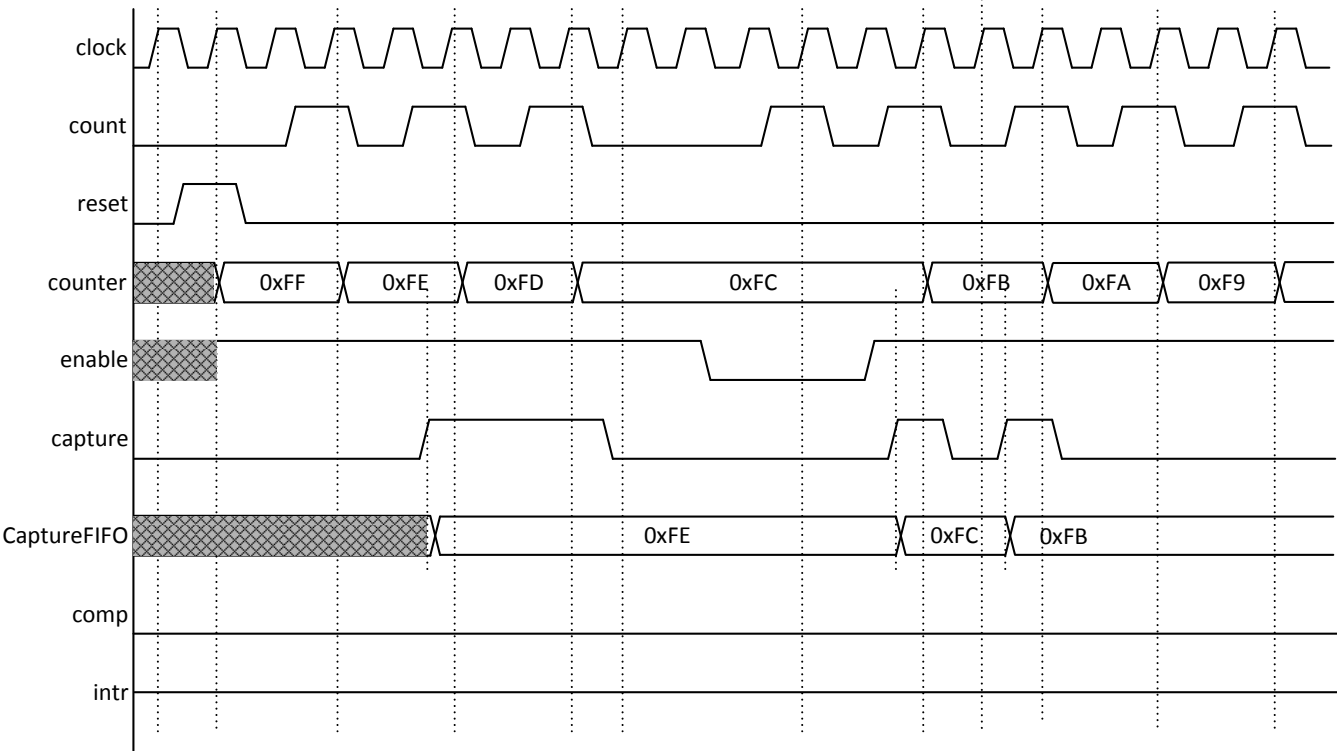 clock
count
reset
counter 0xFF 0xFE 0xFD 0xFC 0xFB 0xFA 0xF9
enable
capture
CaptureFIFO 0xFE 0xFC 0xFB
comp
intr